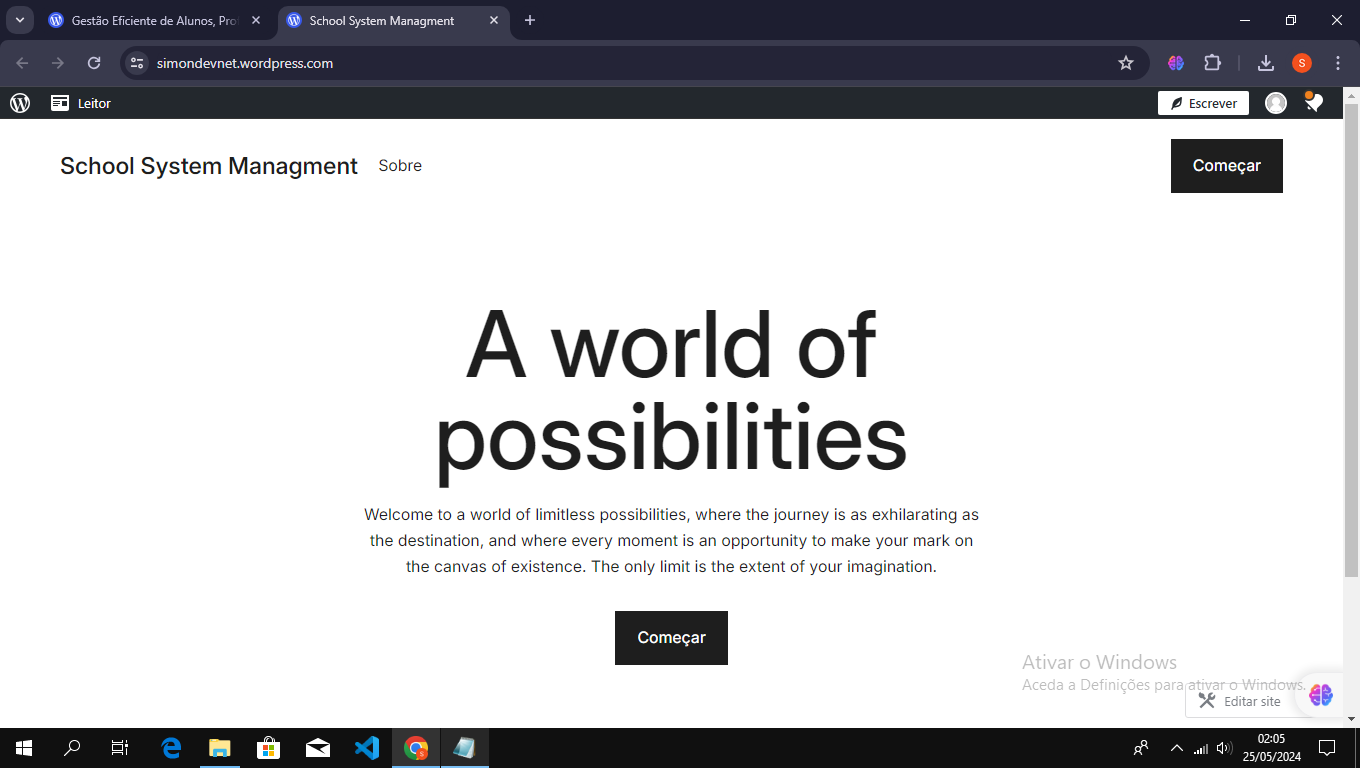 Gestão Eficiente de Alunos, Prof
School System Managment
simondevnet.wordpress.com
S
Leitor
Escrever
School System Managment
Sobre
Começar
A world of
possibilities
Welcome to a world of limitless possibilities, where the journey is as exhilarating as
the destination, and where every moment is an opportunity to make your mark on
the canvas of existence. The only limit is the extent of your imagination.
Começar
Ativar o Windows
Aceda a Definições para ativar o Windows.
Editar site
02:05
25/05/2024